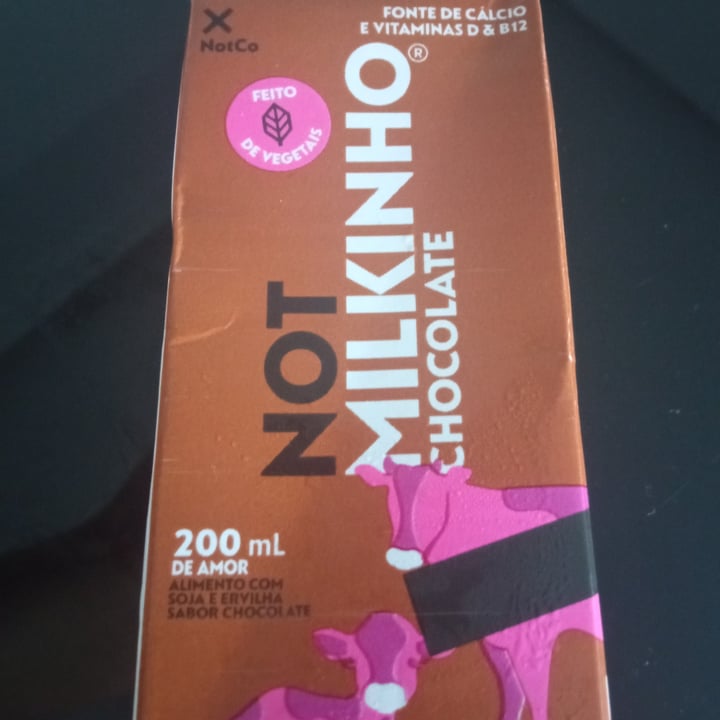 NotCo
FONTE DE CÁLCIO
E VITAMINAS D & B12
FEITO
DE VEGETAIS
NOT
MILKINHO®
CHOCOLATE
200 mL
DE AMOR
ALIMENTO COM
SOJA E ERVILHA
SABOR CHOCOLATE